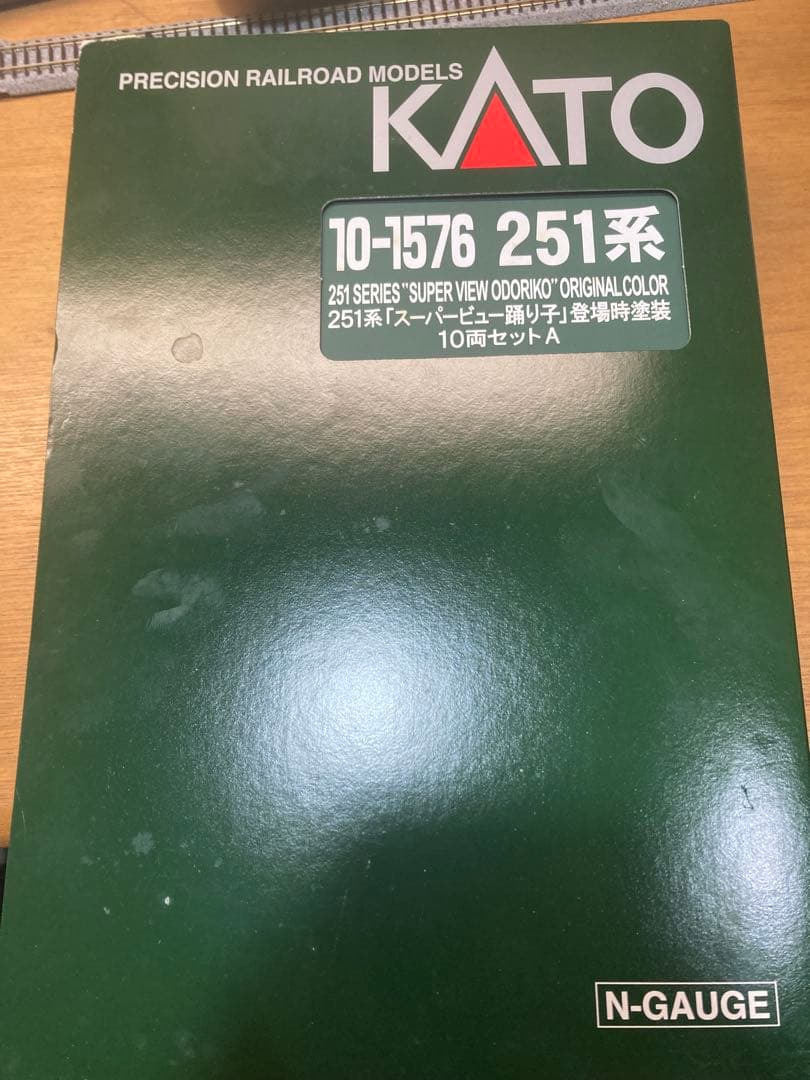 PRECISION RAILROAD MODELS
KATO
10-1576 251系
251 SERIES "SUPER VIEW ODORIKO" ORIGINAL COLOR
251系「スーパービュー踊り子」登場時塗装
10両セットA
N-GAUGE